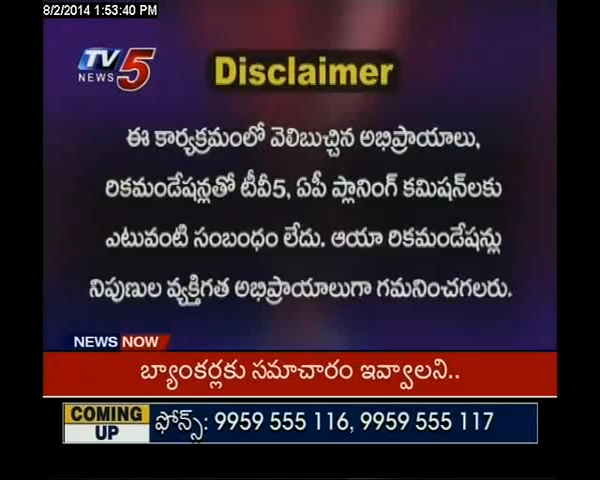 8/2/2014 1:53:40 PM
TV5
NEWS
Disclaimer
ఈ కార్యక్రమంలో వెలిబుచ్చిన అభిప్రాయాలు,
రికమండేషన్లతో టీవీ5, ఏపీ ప్లానింగ్ కమిషన్‌లకు
ఎటువంటి సంబంధం లేదు. ఆయా రికమండేషన్లు
నిపుణుల వ్యక్తిగత అభిప్రాయాలుగా గమనించగలరు.
NEWS NOW
బ్యాంకర్లకు సమాచారం ఇవ్వాలని..
COMING UP
ఫోన్స్: 9959 555 116, 9959 555 117